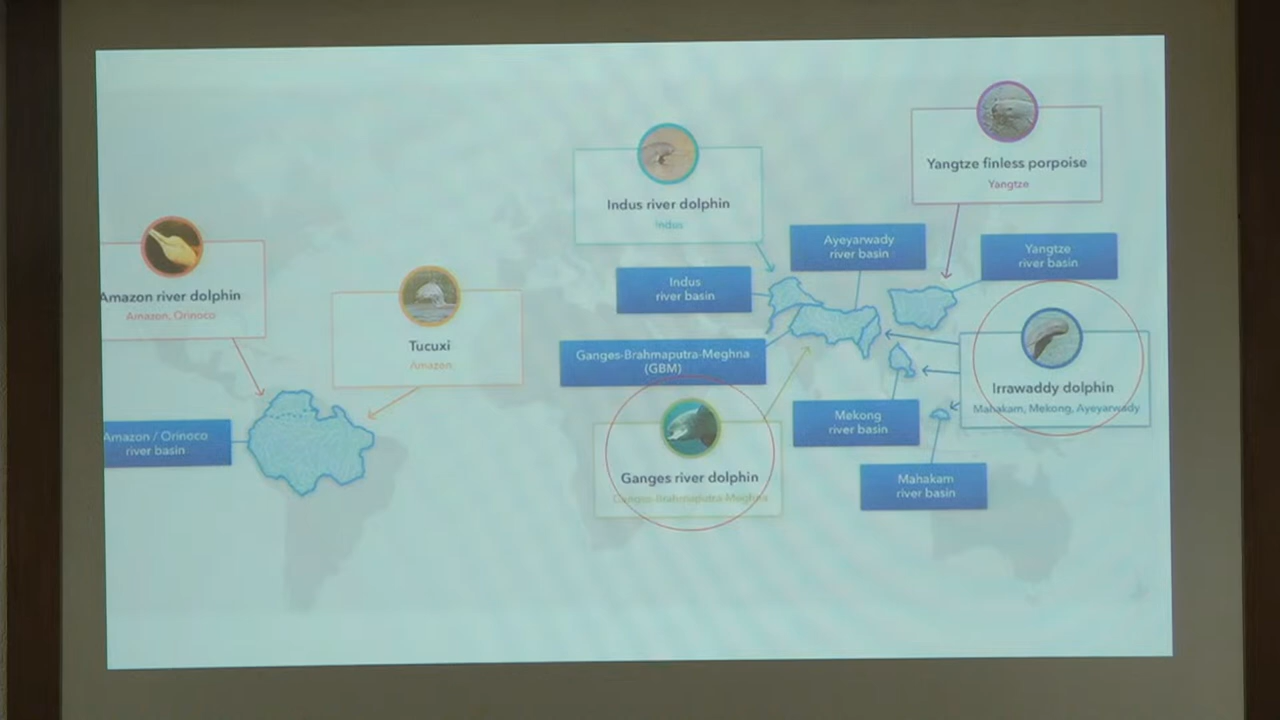 Amazon river dolphin
Amazon, Orinoco
Tucuxi
Amazon
Amazon / Orinoco
river basin
Indus river dolphin
Indus
Indus
river basin
Ganges-Brahmaputra-Meghna
(GBM)
Ganges river dolphin
Ganges-Brahmaputra-Meghna
Ayeyarwady
river basin
Yangtze finless porpoise
Yangtze
Yangtze
river basin
Irrawaddy dolphin
Mahakam, Mekong, Ayeyarwady
Mekong
river basin
Mahakam
river basin